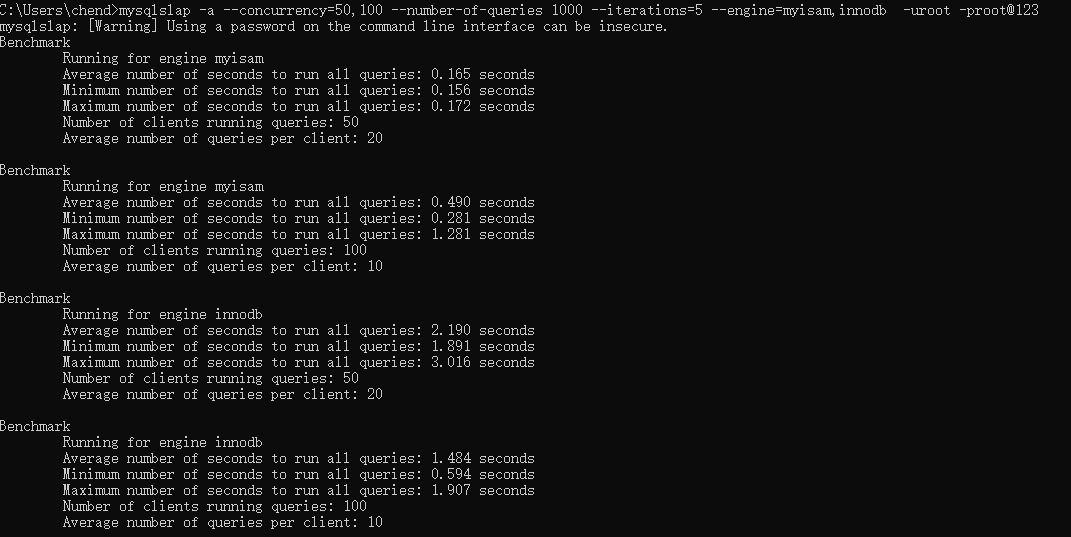 C:\Users\chend>mysqlslap -a --concurrency=50,100 --number-of-queries 1000 --iterations=5 --engine=myisam,innodb  -uroot -proot@123
mysqlslap: [Warning] Using a password on the command line interface can be insecure.
Benchmark
        Running for engine myisam
        Average number of seconds to run all queries: 0.165 seconds
        Minimum number of seconds to run all queries: 0.156 seconds
        Maximum number of seconds to run all queries: 0.172 seconds
        Number of clients running queries: 50
        Average number of queries per client: 20

Benchmark
        Running for engine myisam
        Average number of seconds to run all queries: 0.490 seconds
        Minimum number of seconds to run all queries: 0.281 seconds
        Maximum number of seconds to run all queries: 1.281 seconds
        Number of clients running queries: 100
        Average number of queries per client: 10

Benchmark
        Running for engine innodb
        Average number of seconds to run all queries: 2.190 seconds
        Minimum number of seconds to run all queries: 1.891 seconds
        Maximum number of seconds to run all queries: 3.016 seconds
        Number of clients running queries: 50
        Average number of queries per client: 20

Benchmark
        Running for engine innodb
        Average number of seconds to run all queries: 1.484 seconds
        Minimum number of seconds to run all queries: 0.594 seconds
        Maximum number of seconds to run all queries: 1.907 seconds
        Number of clients running queries: 100
        Average number of queries per client: 10